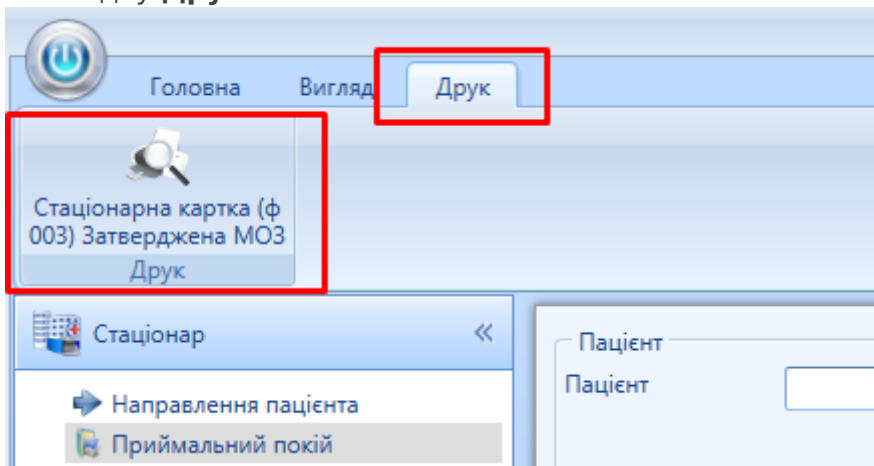 Головна Вигляд Друк
Стаціонарна картка (ф
003) Затверджена МОЗ
Друк
Стаціонар
Пацієнт
Пацієнт
Направлення пацієнта
Приймальний покій